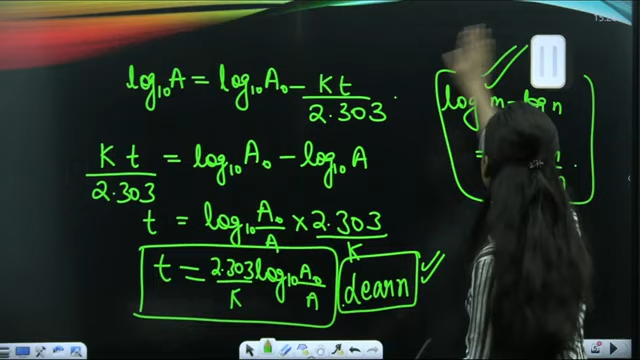 log₁₀A = log₁₀A₀ - Kt/2.303
Kt/2.303 = log₁₀A₀ - log₁₀A
t = log₁₀ A₀/A × 2.303/K
t = 2.303/K log₁₀ A₀/A
learn
log m - log n
=